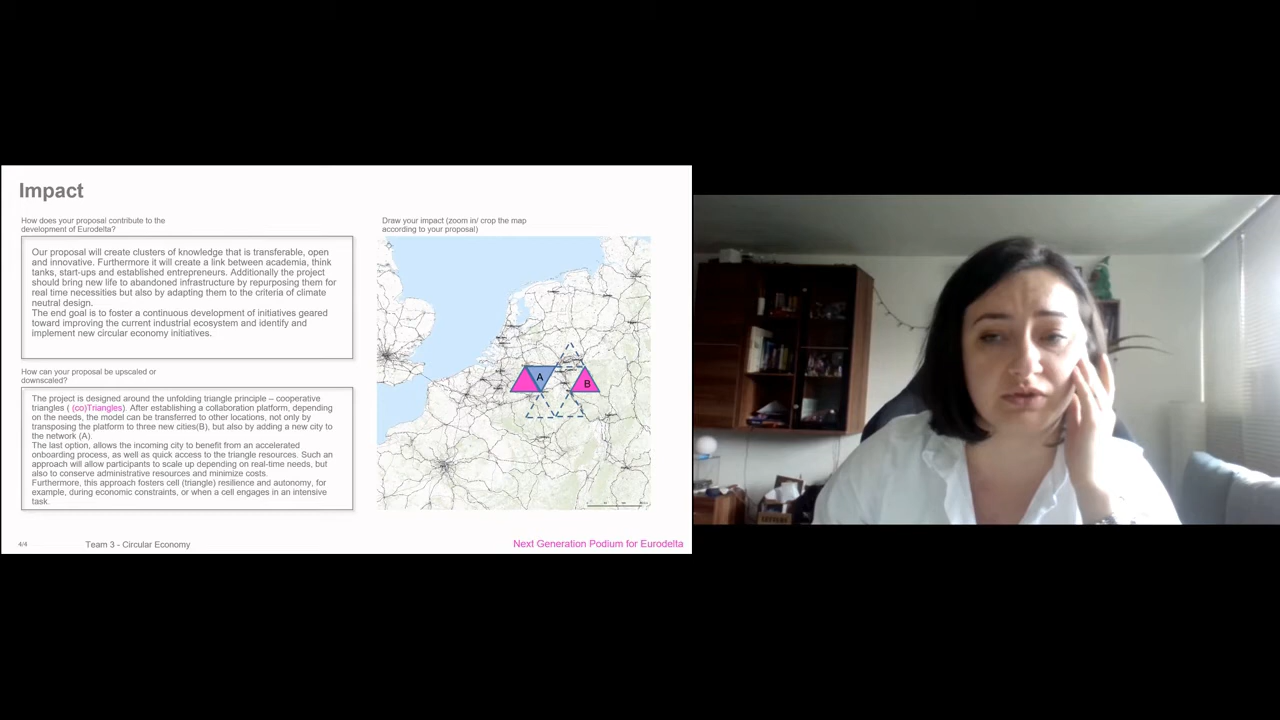 Impact
How does your proposal contribute to the
development of Eurodelta?
Our proposal will create clusters of knowledge that is transferable, open
and innovative. Furthermore it will create a link between academia, think
tanks, start-ups and established entrepreneurs. Additionally the project
should bring new life to abandoned infrastructure by repurposing them for
real time necessities but also by adapting them to the criteria of climate
neutral design.
The end goal is to foster a continuous development of initiatives geared
toward improving the current industrial ecosystem and identify and
implement new circular economy initiatives.
How can your proposal be upscaled or
downscaled?
The project is designed around the unfolding triangle principle – cooperative
triangles ( (co)Triangles). After establishing a collaboration platform, depending
on the needs, the model can be transferred to other locations, not only by
transposing the platform to three new cities(B), but also by adding a new city to
the network (A).
The last option, allows the incoming city to benefit from an accelerated
onboarding process, as well as quick access to the triangle resources. Such an
approach will allow participants to scale up depending on real-time needs, but
also to conserve administrative resources and minimize costs.
Furthermore, this approach fosters cell (triangle) resilience and autonomy, for
example, during economic constraints, or when a cell engages in an intensive
task.
Draw your impact (zoom in/ crop the map
according to your proposal)
A
B
4/4
Team 3 - Circular Economy
Next Generation Podium for Eurodelta